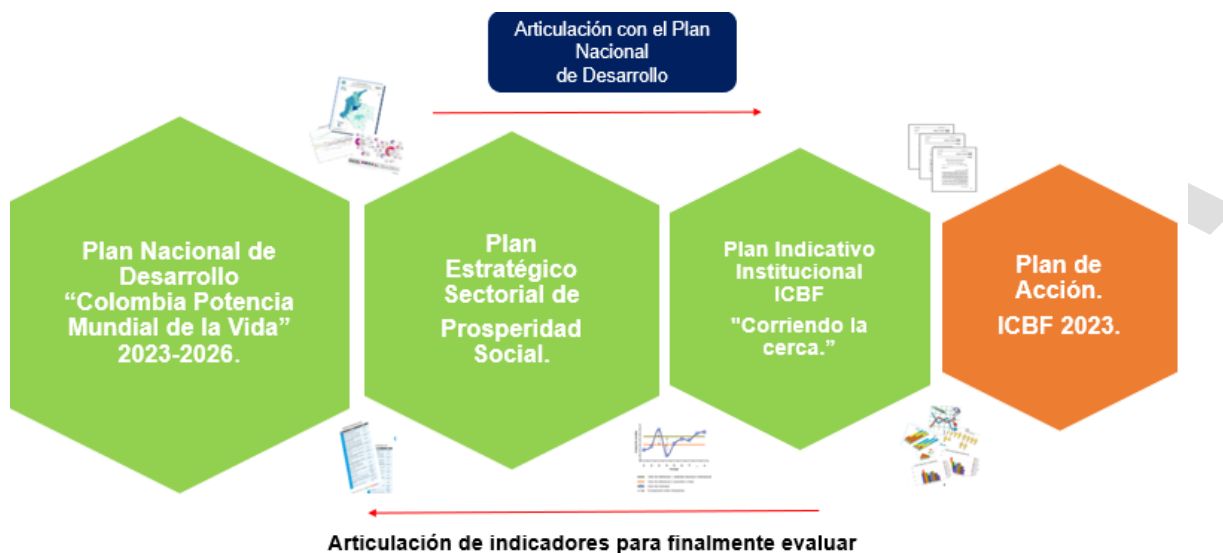 Articulación con el Plan
Nacional
de Desarrollo
Plan Nacional de
Desarrollo
“Colombia Potencia
Mundial de la Vida”
2023-2026.
Plan
Estratégico
Sectorial de
Prosperidad
Social.
Plan Indicativo
Institucional
ICBF
"Corriendo la
cerca.”
Plan de
Acción.
ICBF 2023.
Articulación de indicadores para finalmente evaluar